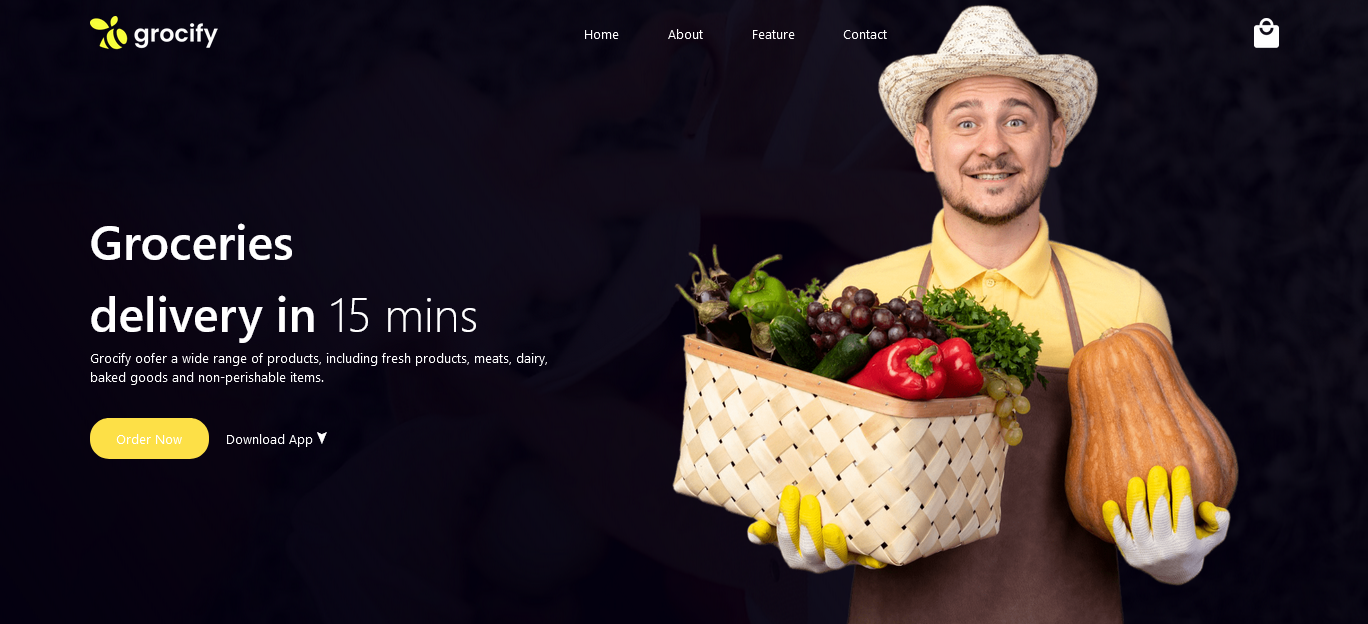 grocify
Home About Feature Contact
Groceries
delivery in 15 mins
Grocify oofer a wide range of products, including fresh products, meats, dairy,
baked goods and non-perishable items.
Order Now Download App